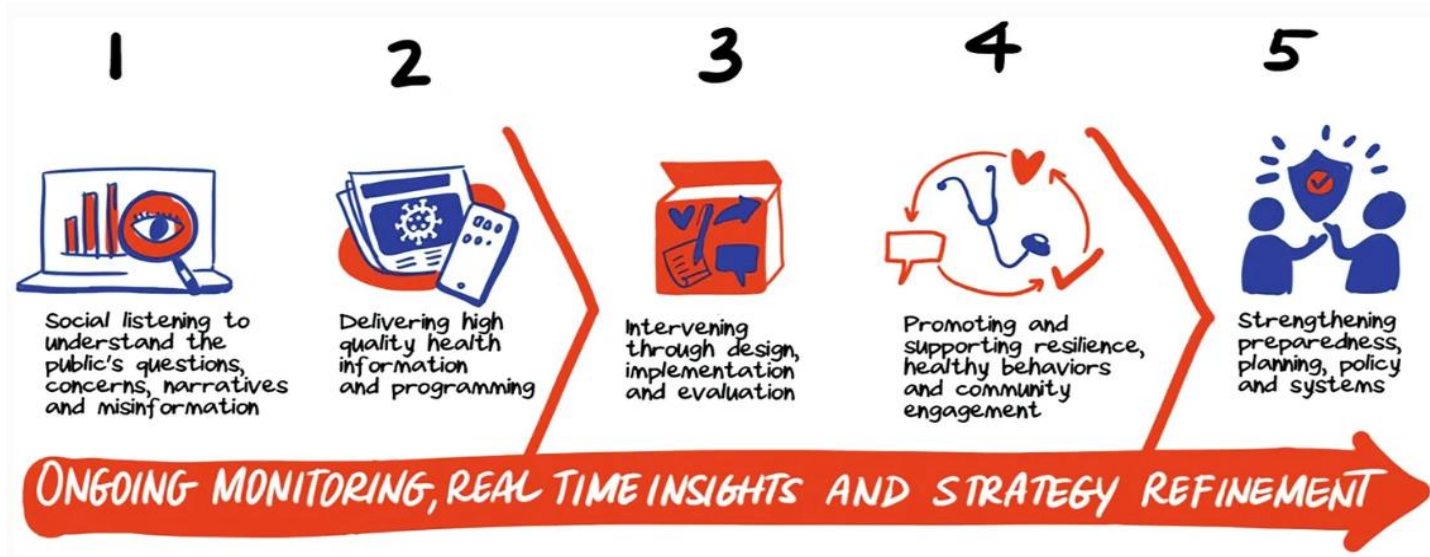 1
2
3
4
5
Social listening to
understand the
public's questions,
concerns, narratives
and misinformation
Delivering high
quality health
information
and programming
Intervening
through design,
implementation
and evaluation
Promoting and
supporting resilience,
healthy behaviors
and community
engagement
Strengthening
preparedness,
planning, policy
and systems
ONGOING MONITORING, REAL TIME INSIGHTS AND STRATEGY REFINEMENT